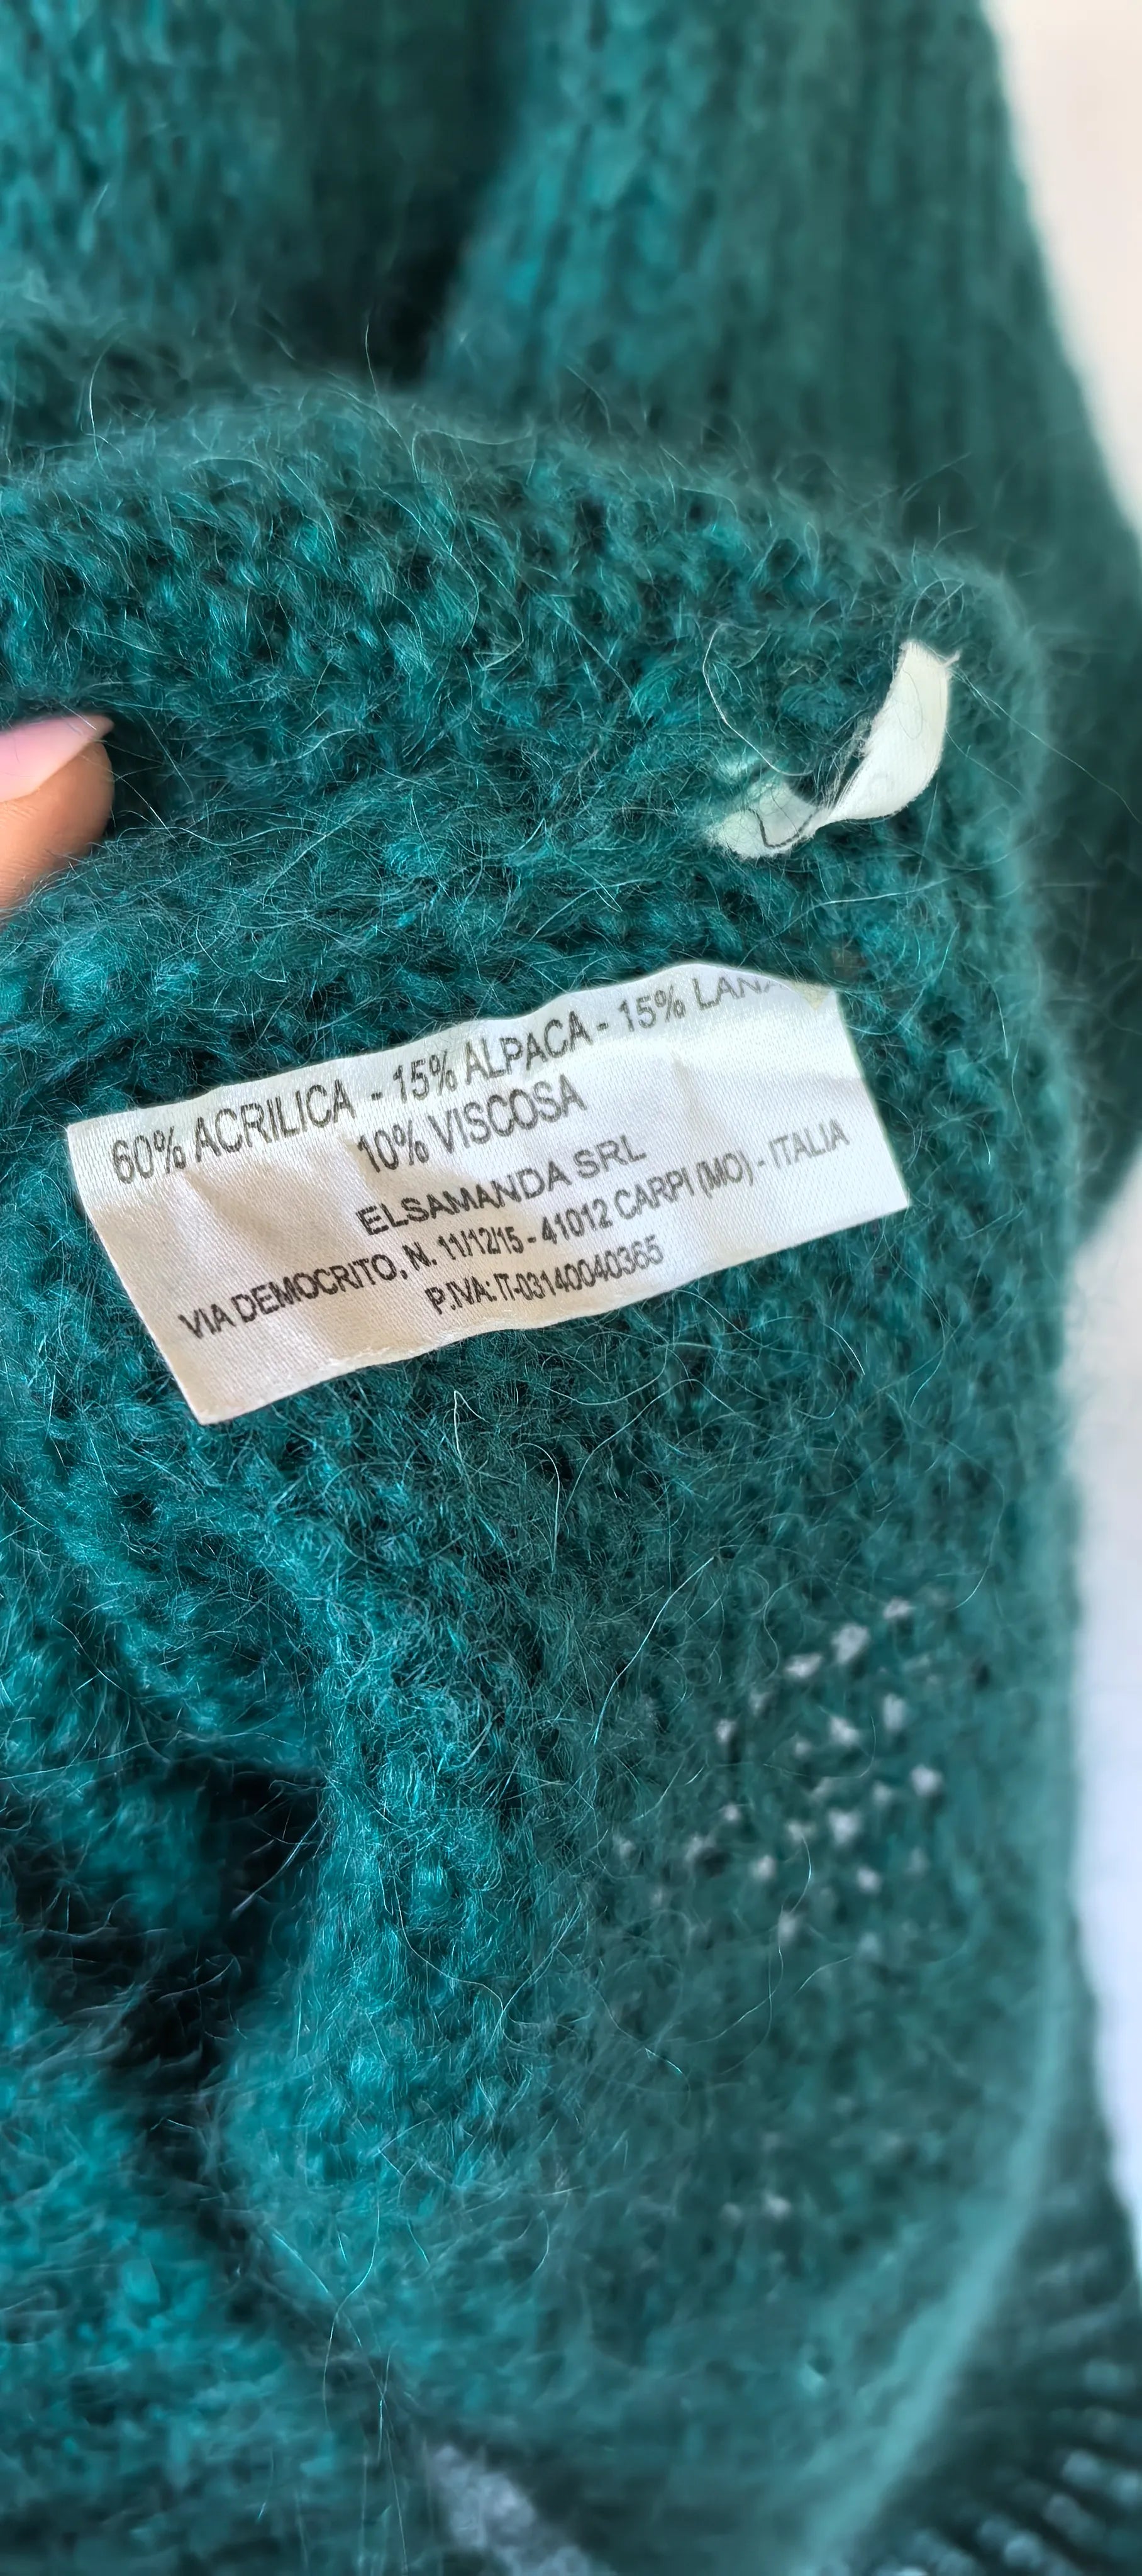 60% ACRILICA - 15% ALPACA - 15% LANA
10% VISCOSA
ELSAMANDA SRL
VIA DEMOCRITO, N. 11/12/15 - 41012 CARPI (MO) - ITALIA
P.IVA: IT-03140040365